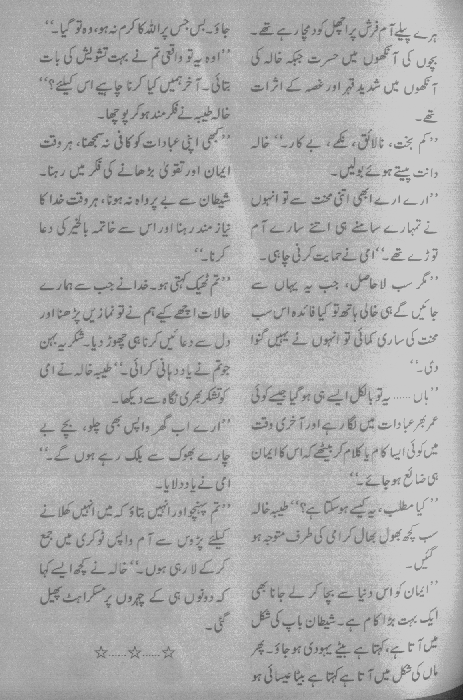 ہرے پیلے آم فرش پر اچھل کود مچا رہے تھے۔
بچوں کی آنکھوں میں حسرت جبکہ خالہ کی
آنکھوں میں شدید قہر اور غصہ کے اثرات
تھے۔
”کم بخت، نالائق، نکمے، بے کار۔“ خالہ
دانت پیستے ہوئے بولیں۔
”ارے ارے ابھی اتنی محنت سے تو انہوں
نے تمہارے سامنے ہی اتنے سارے آم
توڑے تھے۔“ امی نے حمایت کرنی چاہی۔
”مگر سب لاحاصل، جب یہ یہاں سے
جائیں گے ہی خالی ہاتھ تو کیا فائدہ اس سب
محنت کی ساری کمائی تو انہوں نے یہیں گنوا
دی۔“
”ہاں ...... یہ تو بالکل ایسے ہی ہو گیا جیسے کوئی
عمر بھر عبادات میں لگا رہے اور آخری وقت
میں کوئی ایسا کام یا کلام کر بیٹھے کہ اس کا ایمان
ہی ضائع ہو جائے۔“
”کیا مطلب، یہ کیسے ہو سکتا ہے؟“ طیبہ خالہ
سب کچھ بھول بھال کر امی کی طرف متوجہ ہو
گئیں۔
”ایمان کو اس دنیا سے بچا کر لے جانا بھی
ایک بہت بڑا کام ہے۔ شیطان باپ کی شکل
میں آتا ہے، کہتا ہے بیٹے یہودی ہو جاؤ۔ پھر
ماں کی شکل میں آتا ہے کہتا ہے بیٹا عیسائی ہو
جاؤ۔ بس جس پر اللہ کا کرم نہ ہو، وہ تو گیا۔“
”اوہ یہ تو واقعی تم نے بہت تشویش کی بات
بتائی۔ آخر ہمیں کیا کرنا چاہیے اس کیلئے؟“
خالہ طیبہ نے فکر مند ہو کر پوچھا۔
”کبھی اپنی عبادات کو کافی نہ سمجھنا، ہر وقت
ایمان اور تقویٰ بڑھانے کی فکر میں رہنا۔
شیطان سے بے پرواہ نہ ہونا، ہر وقت خدا کا
نیاز مند رہنا اور اس سے خاتمہ بالخیر کی دعا
کرنا۔“
”تم ٹھیک کہتی ہو۔ خدا نے جب سے ہمارے
حالات اچھے کیے ہم نے تو نمازیں پڑھنا اور
دل سے دعائیں کرنا ہی چھوڑ دیا۔ شکریہ بہن
جو تم نے یاد دہانی کرائی۔“ طیبہ خالہ نے امی
کو تشکر بھری نگاہ سے دیکھا۔
”ارے اب گھر واپس بھی چلو، بچے بے
چارے بھوک سے بلک رہے ہوں گے۔“
امی نے یاد دلایا۔
”تم پہنچو اور انہیں بتاؤ کہ میں انہیں کھلانے
کیلئے پڑوس سے آم واپس ٹوکری میں جمع
کر کے لا رہی ہوں۔“ خالہ نے کچھ ایسے کہا
کہ دونوں ہی کے چہروں پر مسکراہٹ پھیل
گئی۔
☆......☆......☆